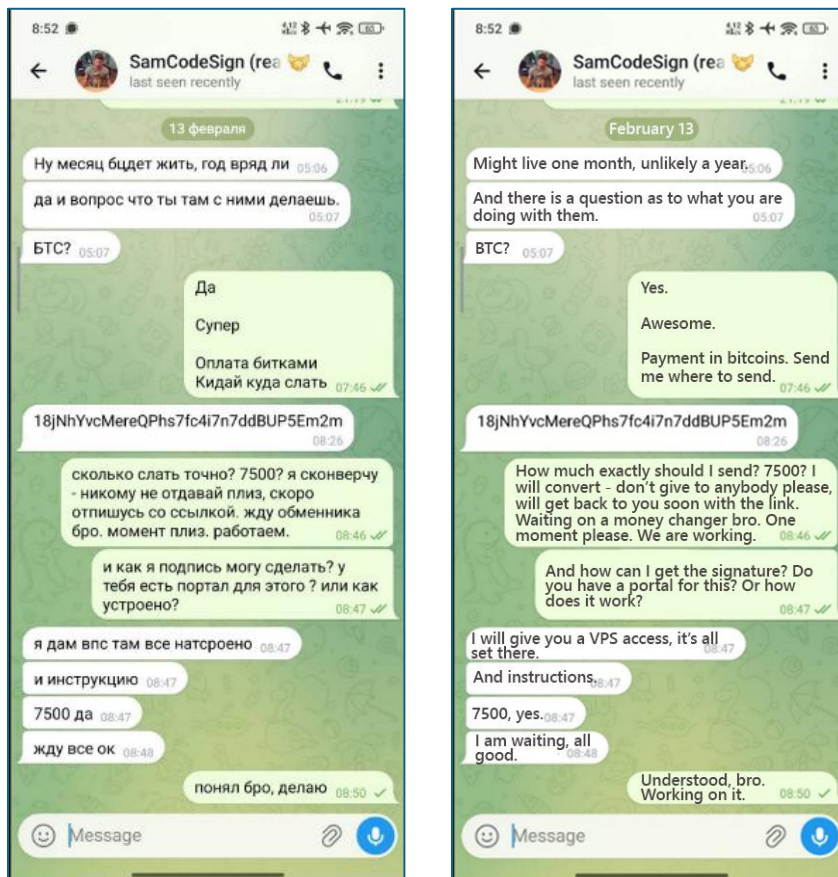 8:52
4,12
60
SamCodeSign (rea
last seen recently
13 февраля
Ну месяц бцдет жить, год вряд ли 05:06
да и вопрос что ты там с ними делаешь.
05:07
БТС? 05:07
Да
Супер
Оплата битками
Кидай куда слать 07:46
18jNhYvcMereQPhs7fc4i7n7ddBUP5Em2m
08:26
сколько слать точно? 7500? я сконверчу
- никому не отдавай плиз, скоро
отпишусь со ссылкой. жду обменника
бро. момент плиз. работаем. 08:46
и как я подпись могу сделать? у
тебя есть портал для этого ? или как
устроено? 08:47
я дам впс там все натсроено 08:47
и инструкцию 08:47
7500 да 08:47
жду все ок 08:48
понял бро, делаю 08:50
Message
8:52
4,12
60
SamCodeSign (rea
last seen recently
February 13
Might live one month, unlikely a year. 05:06
And there is a question as to what you are
doing with them. 05:07
BTC? 05:07
Yes.
Awesome.
Payment in bitcoins. Send
me where to send. 07:46
18jNhYvcMereQPhs7fc4i7n7ddBUP5Em2m
08:26
How much exactly should I send? 7500? I
will convert - don't give to anybody please,
will get back to you soon with the link.
Waiting on a money changer bro. One
moment please. We are working. 08:46
And how can I get the signature? Do
you have a portal for this? Or how
does it work? 08:47
I will give you a VPS access, it's all
set there. 08:47
And instructions. 08:47
7500, yes. 08:47
I am waiting, all
good. 08:48
Understood, bro.
Working on it. 08:50
Message